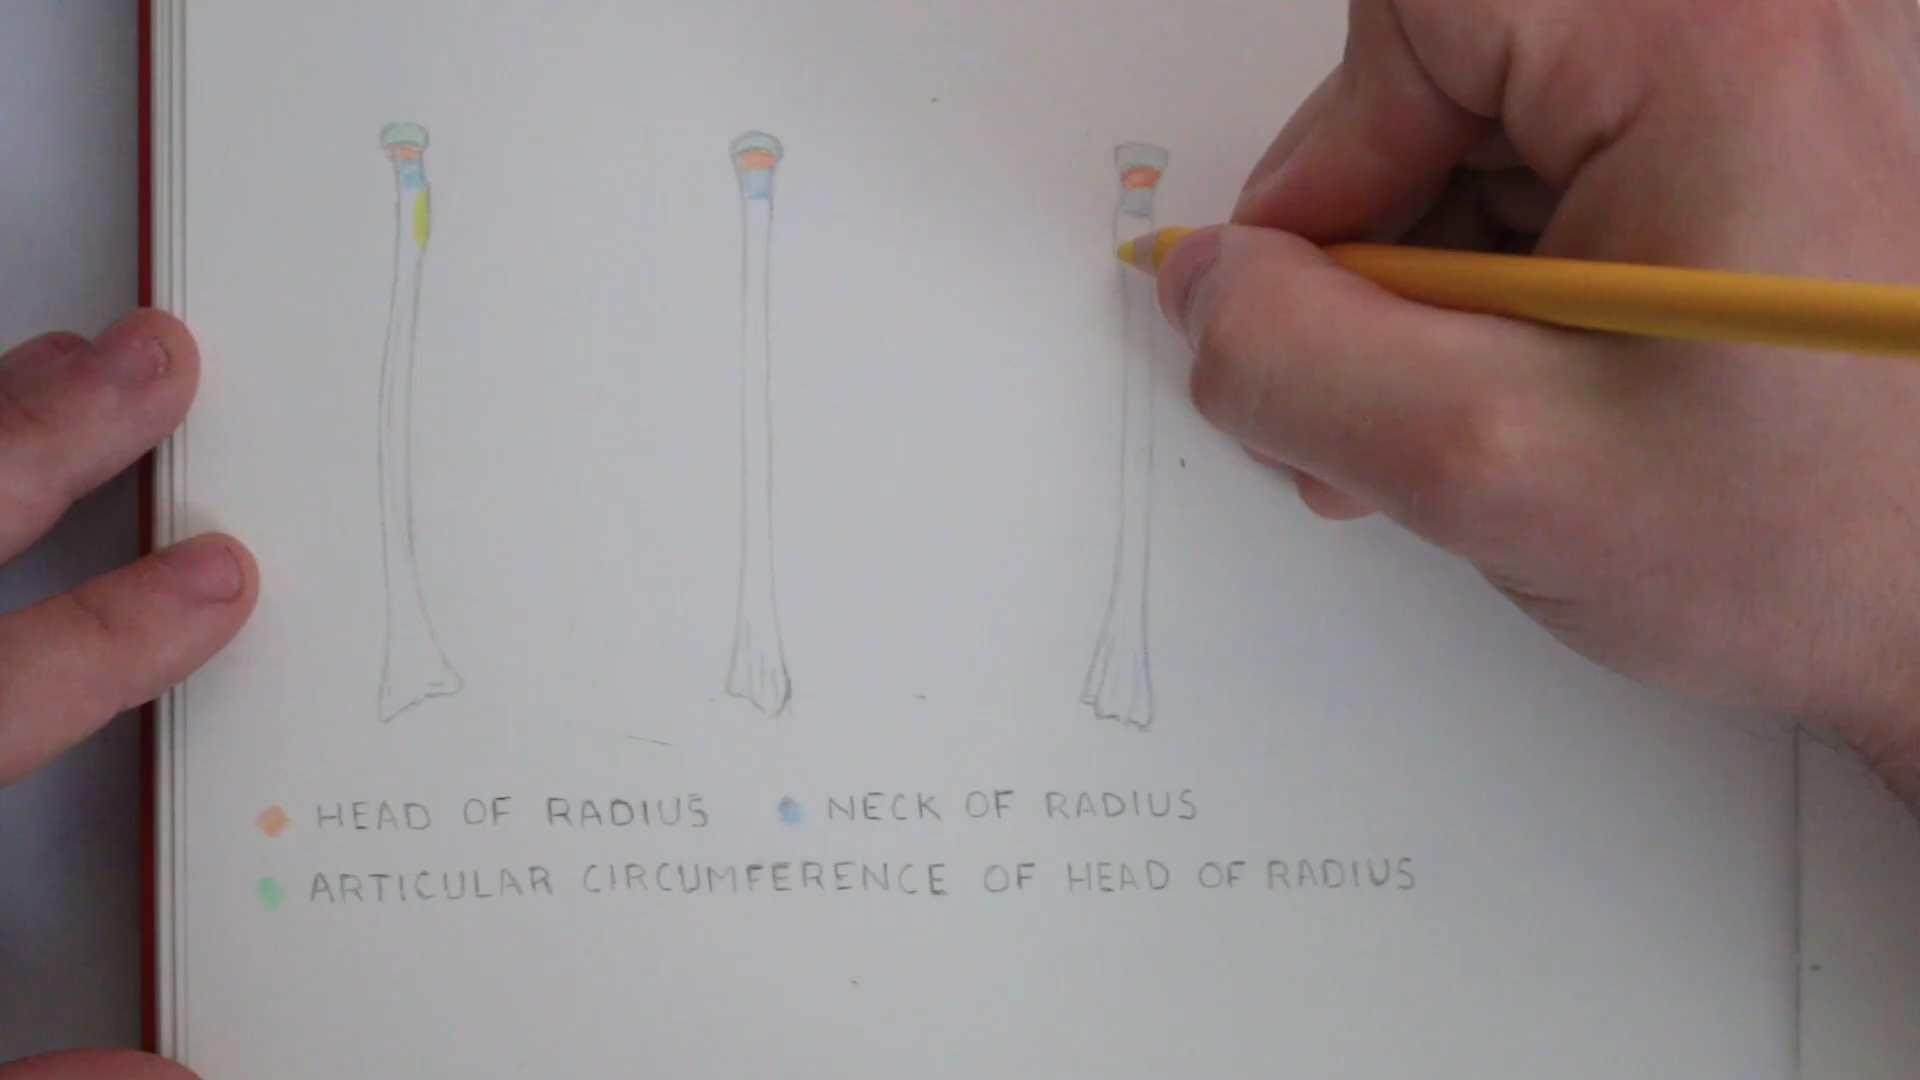 HEAD OF RADIUS NECK OF RADIUS
ARTICULAR CIRCUMFERENCE OF HEAD OF RADIUS